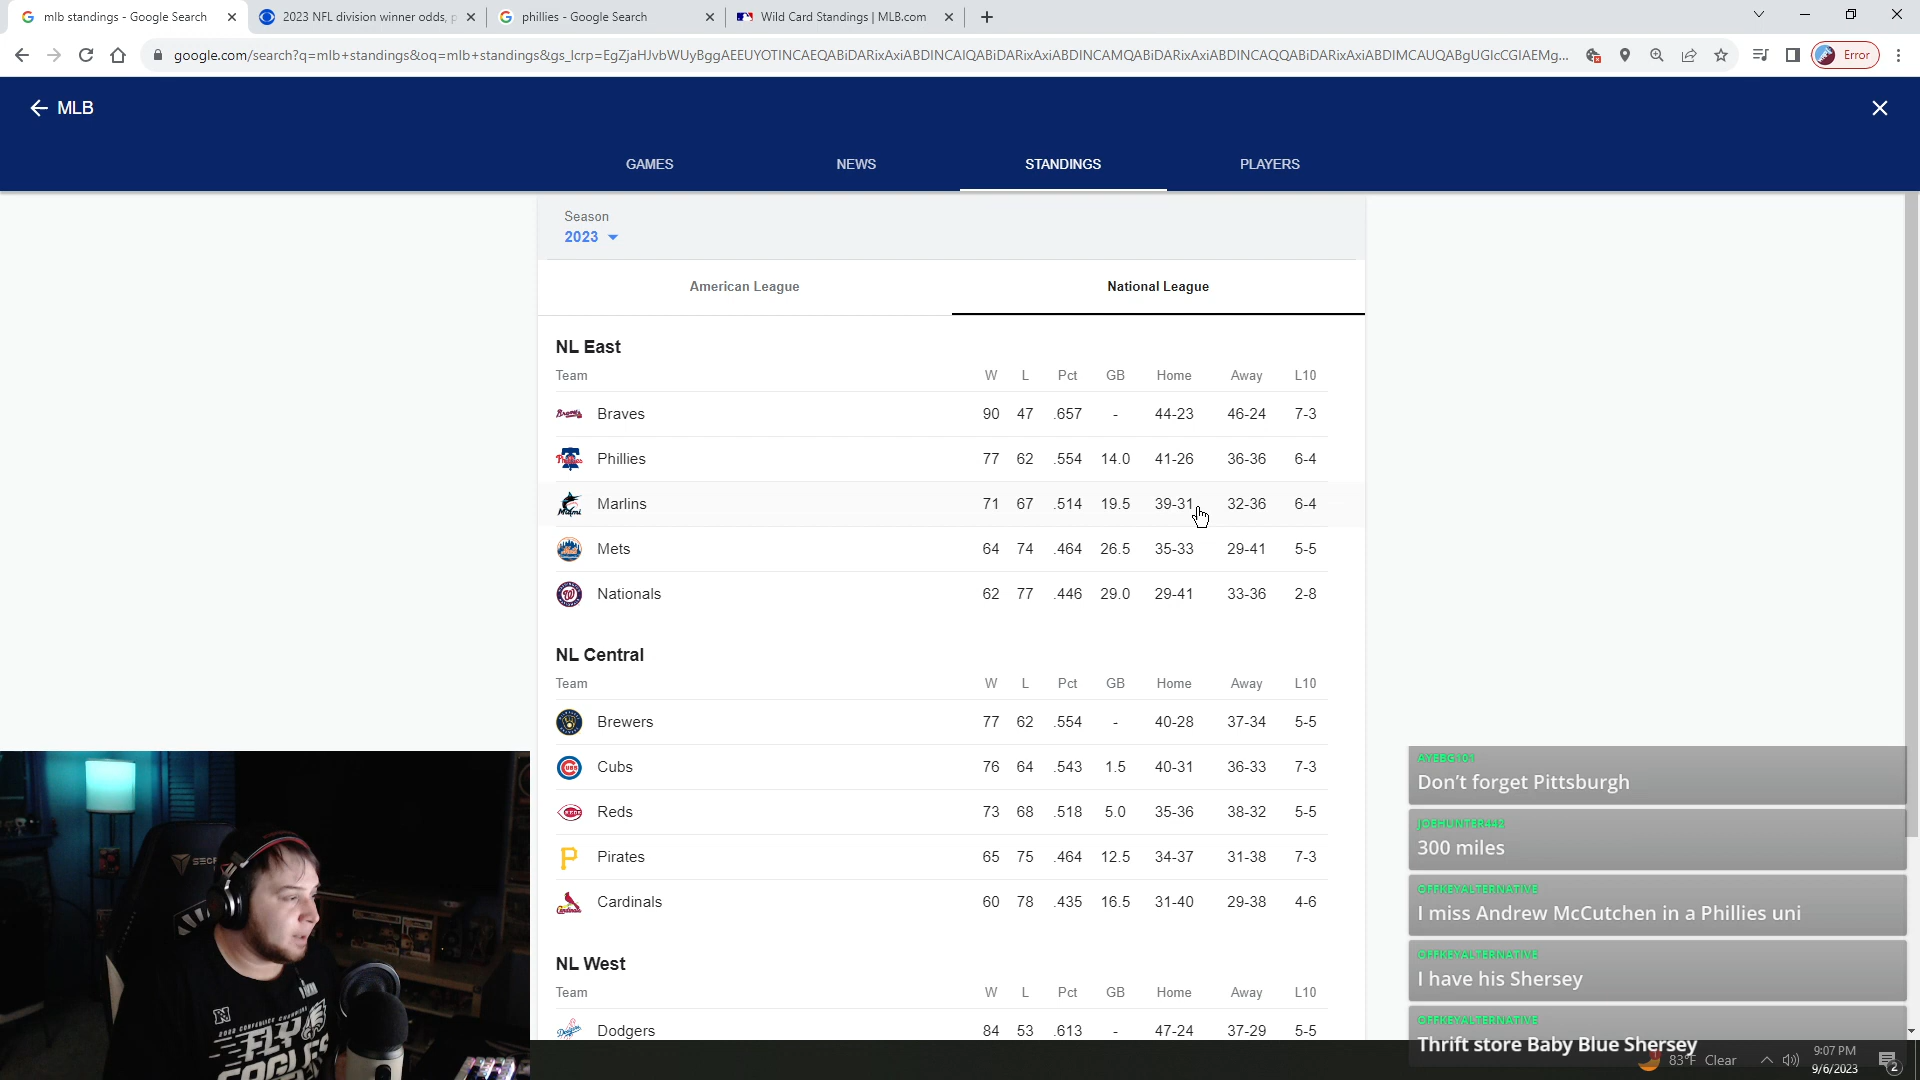 mlb standings - Google Search
2023 NFL division winner odds, p
phillies - Google Search
Wild Card Standings | MLB.com
google.com/search?q=mlb+standings&oq=mlb+standings&gs_lcrp=EgZjaHJvbWUyBggAEEUYOTINCAEQABiDARixAxiABDINCAIQABiDARixAxiABDINCAMQABiDARixAxiABDINCAQQABiDARixAxiABDIMCAUQABgUGIcCGIAEMg...
Error
MLB
GAMES NEWS STANDINGS PLAYERS
Season
2023
American League National League
NL East
Team W L Pct GB Home Away L10
Braves 90 47 .657 - 44-23 46-24 7-3
Phillies 77 62 .554 14.0 41-26 36-36 6-4
Marlins 71 67 .514 19.5 39-31 32-36 6-4
Mets 64 74 .464 26.5 35-33 29-41 5-5
Nationals 62 77 .446 29.0 29-41 33-36 2-8
NL Central
Team W L Pct GB Home Away L10
Brewers 77 62 .554 - 40-28 37-34 5-5
Cubs 76 64 .543 1.5 40-31 36-33 7-3
Reds 73 68 .518 5.0 35-36 38-32 5-5
Pirates 65 75 .464 12.5 34-37 31-38 7-3
Cardinals 60 78 .435 16.5 31-40 29-38 4-6
NL West
Team W L Pct GB Home Away L10
Dodgers 84 53 .613 - 47-24 37-29 5-5
AYEBG101
Don't forget Pittsburgh
JOEHUNTER442
300 miles
OFFKEYALTERNATIVE
I miss Andrew McCutchen in a Phillies uni
OFFKEYALTERNATIVE
I have his Shersey
OFFKEYALTERNATIVE
Thrift store Baby Blue Shersey
83°F Clear
9:07 PM
9/6/2023
2
FLY